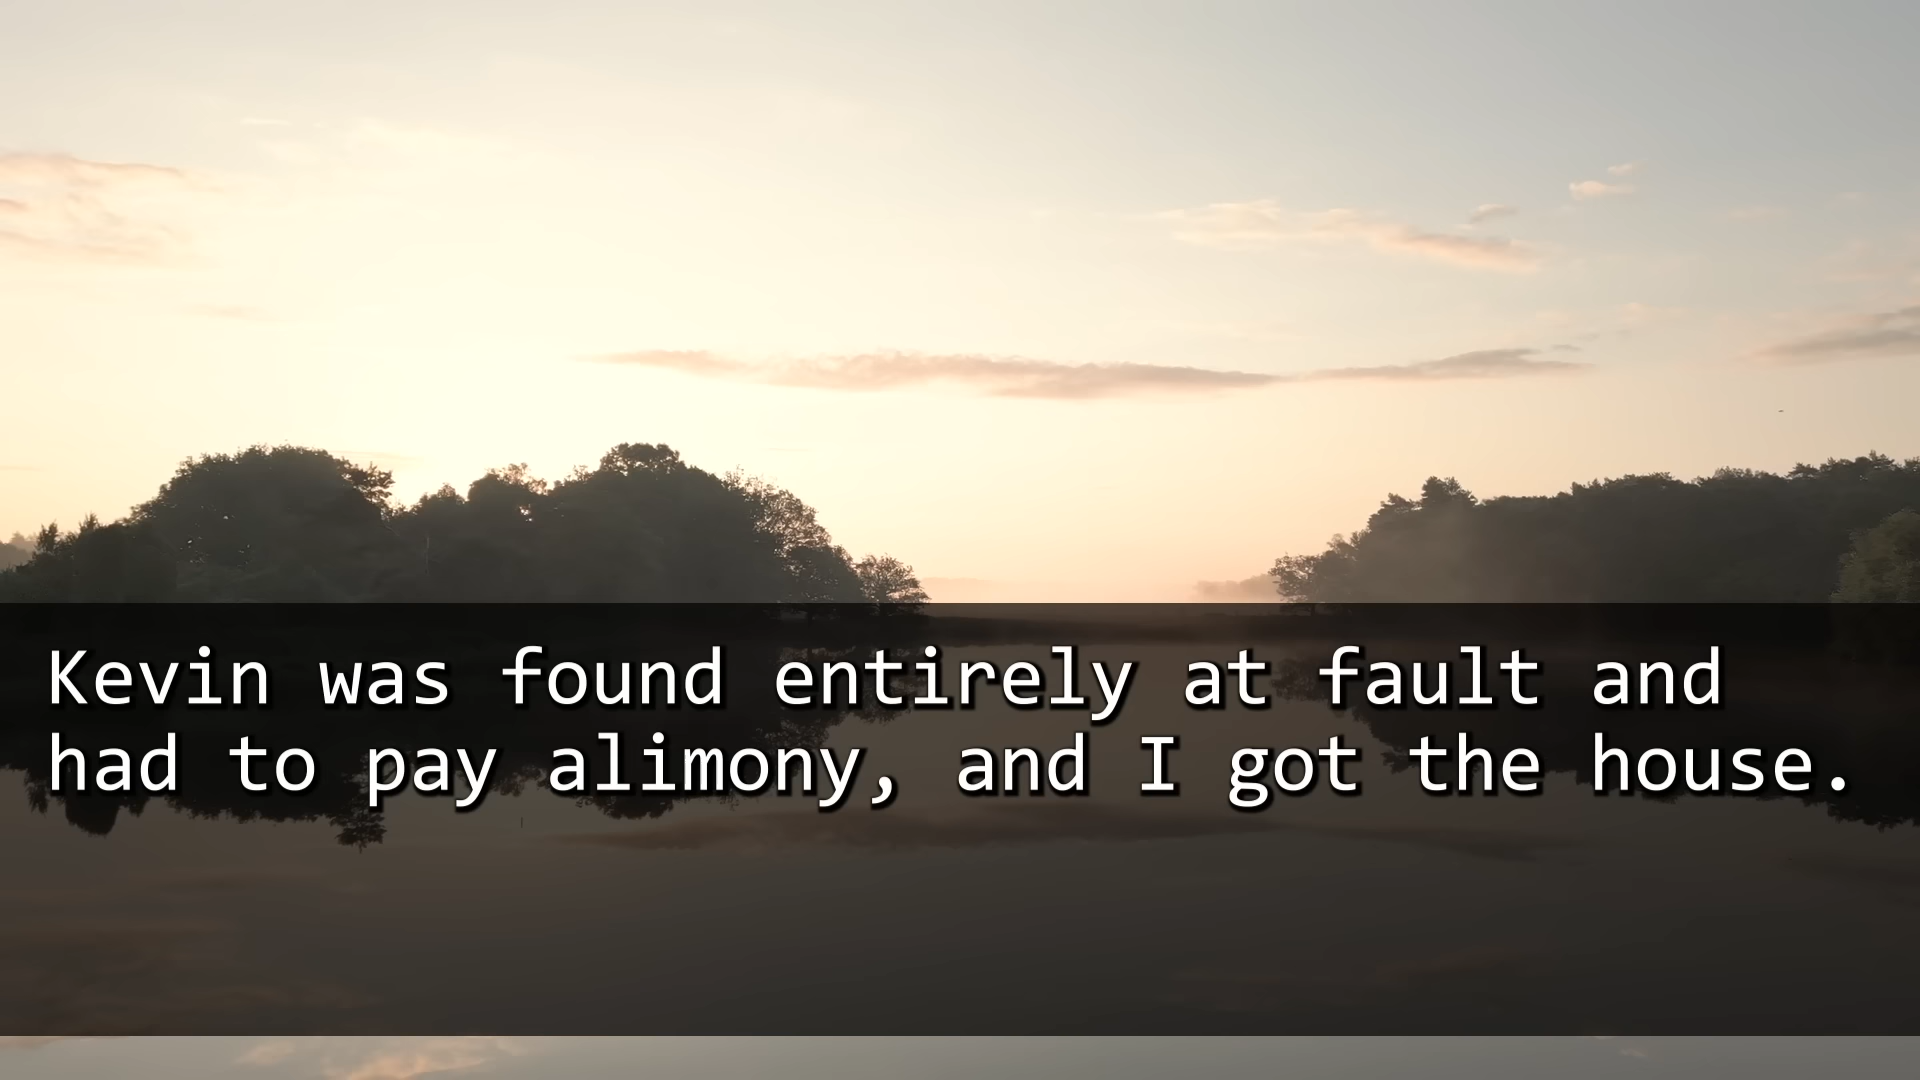 Kevin was found entirely at fault and
had to pay alimony, and I got the house.